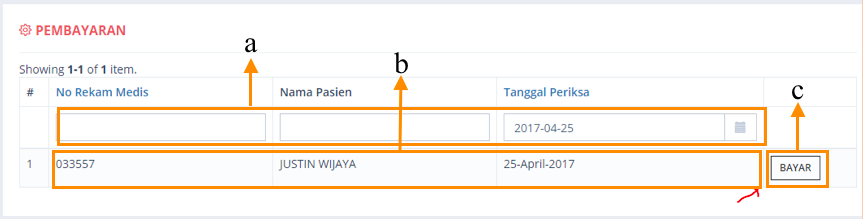 PEMBAYARAN
a
Showing 1-1 of 1 item.
b
# No Rekam Medis Nama Pasien Tanggal Periksa
c
2017-04-25
1 033557 JUSTIN WIJAYA 25-April-2017 BAYAR